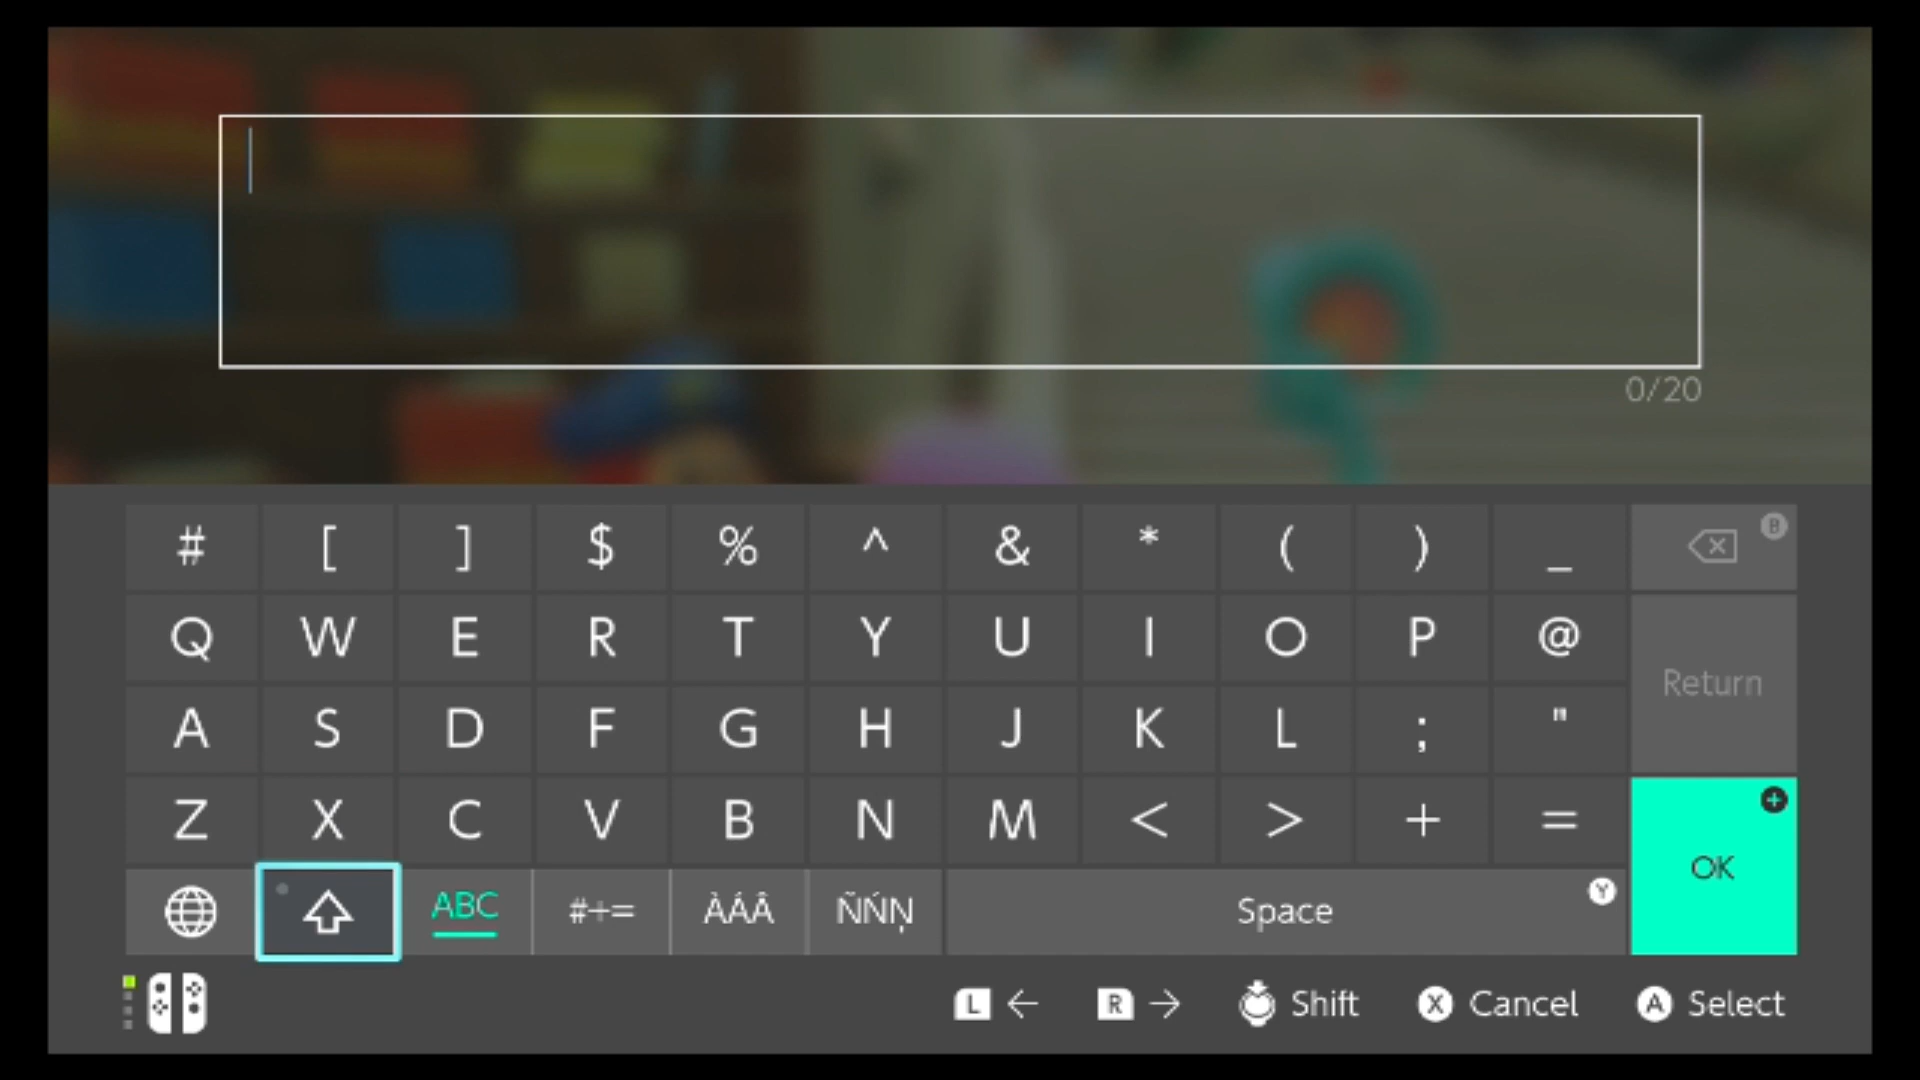 0/20
# [ ] $ % ^ & * ( ) _ B
Q W E R T Y U I O P @
Return
A S D F G H J K L ; "
Z X C V B N M < > + =
OK
ABC #+= ÀÁÂ ÑŃŅ Space Y
L ← R → Shift X Cancel A Select